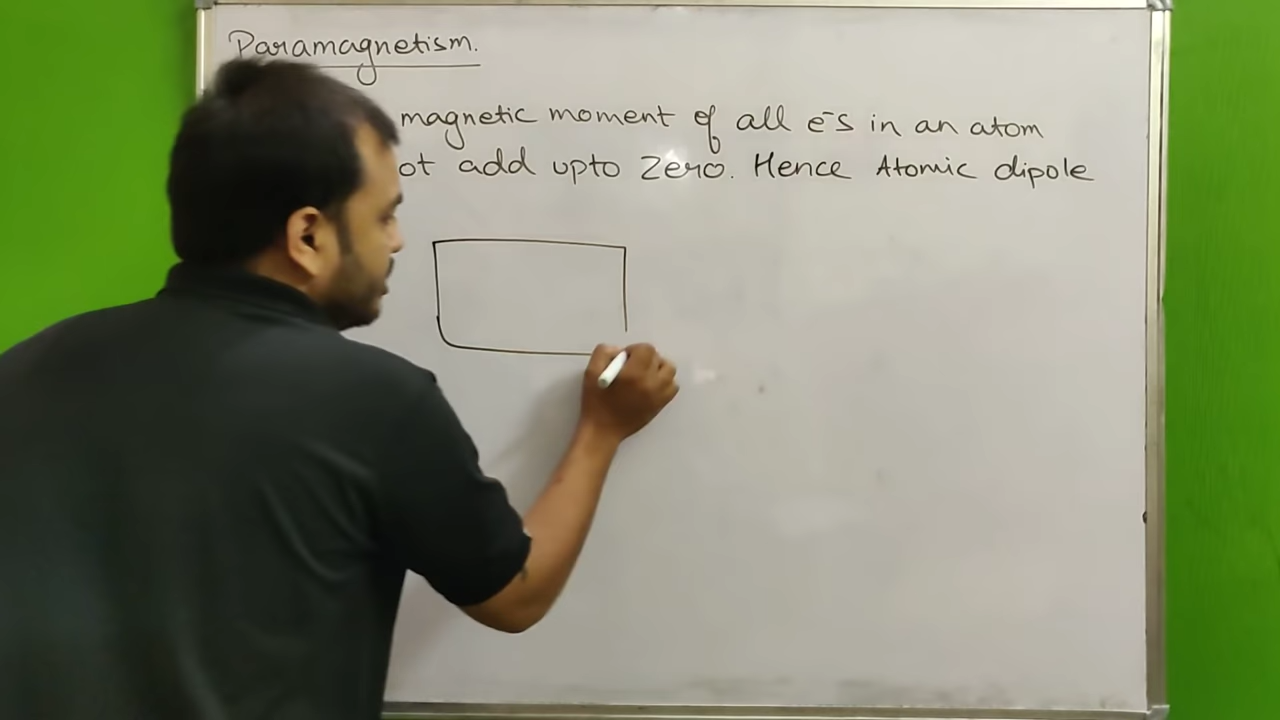 Paramagnetism.
magnetic moment of all e⁻s in an atom
ot add upto Zero. Hence Atomic dipole